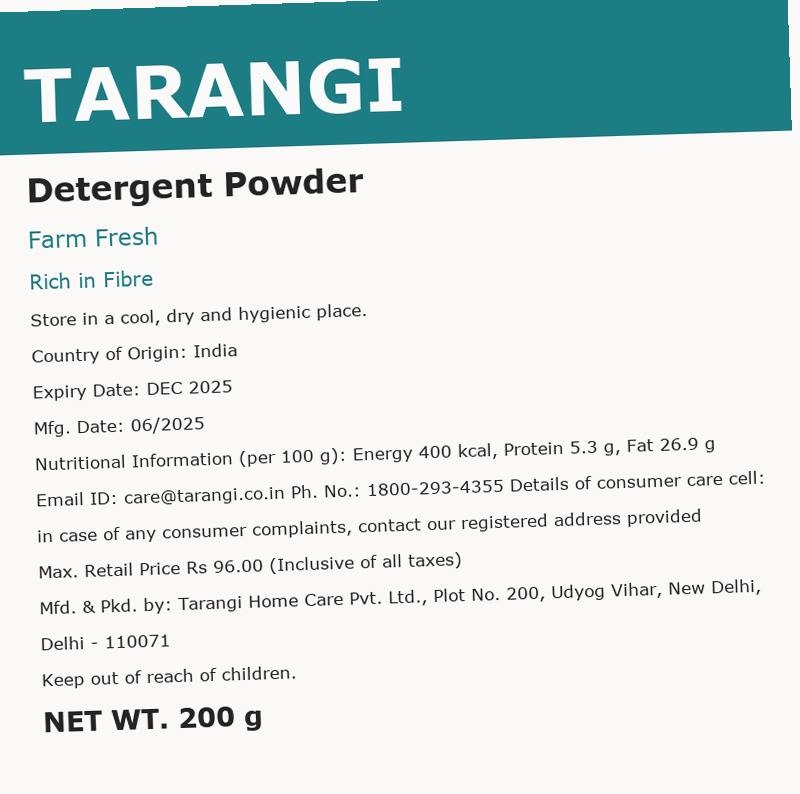 TARANGI
Detergent Powder
Farm Fresh
Rich in Fibre
Store in a cool, dry and hygienic place.
Country of Origin: India
Expiry Date: DEC 2025
Mfg. Date: 06/2025
Nutritional Information (per 100 g): Energy 400 kcal, Protein 5.3 g, Fat 26.9 g
Email ID: care@tarangi.co.in Ph. No.: 1800-293-4355 Details of consumer care cell:
in case of any consumer complaints, contact our registered address provided
Max. Retail Price Rs 96.00 (Inclusive of all taxes)
Mfd. & Pkd. by: Tarangi Home Care Pvt. Ltd., Plot No. 200, Udyog Vihar, New Delhi,
Delhi - 110071
Keep out of reach of children.
NET WT. 200 g